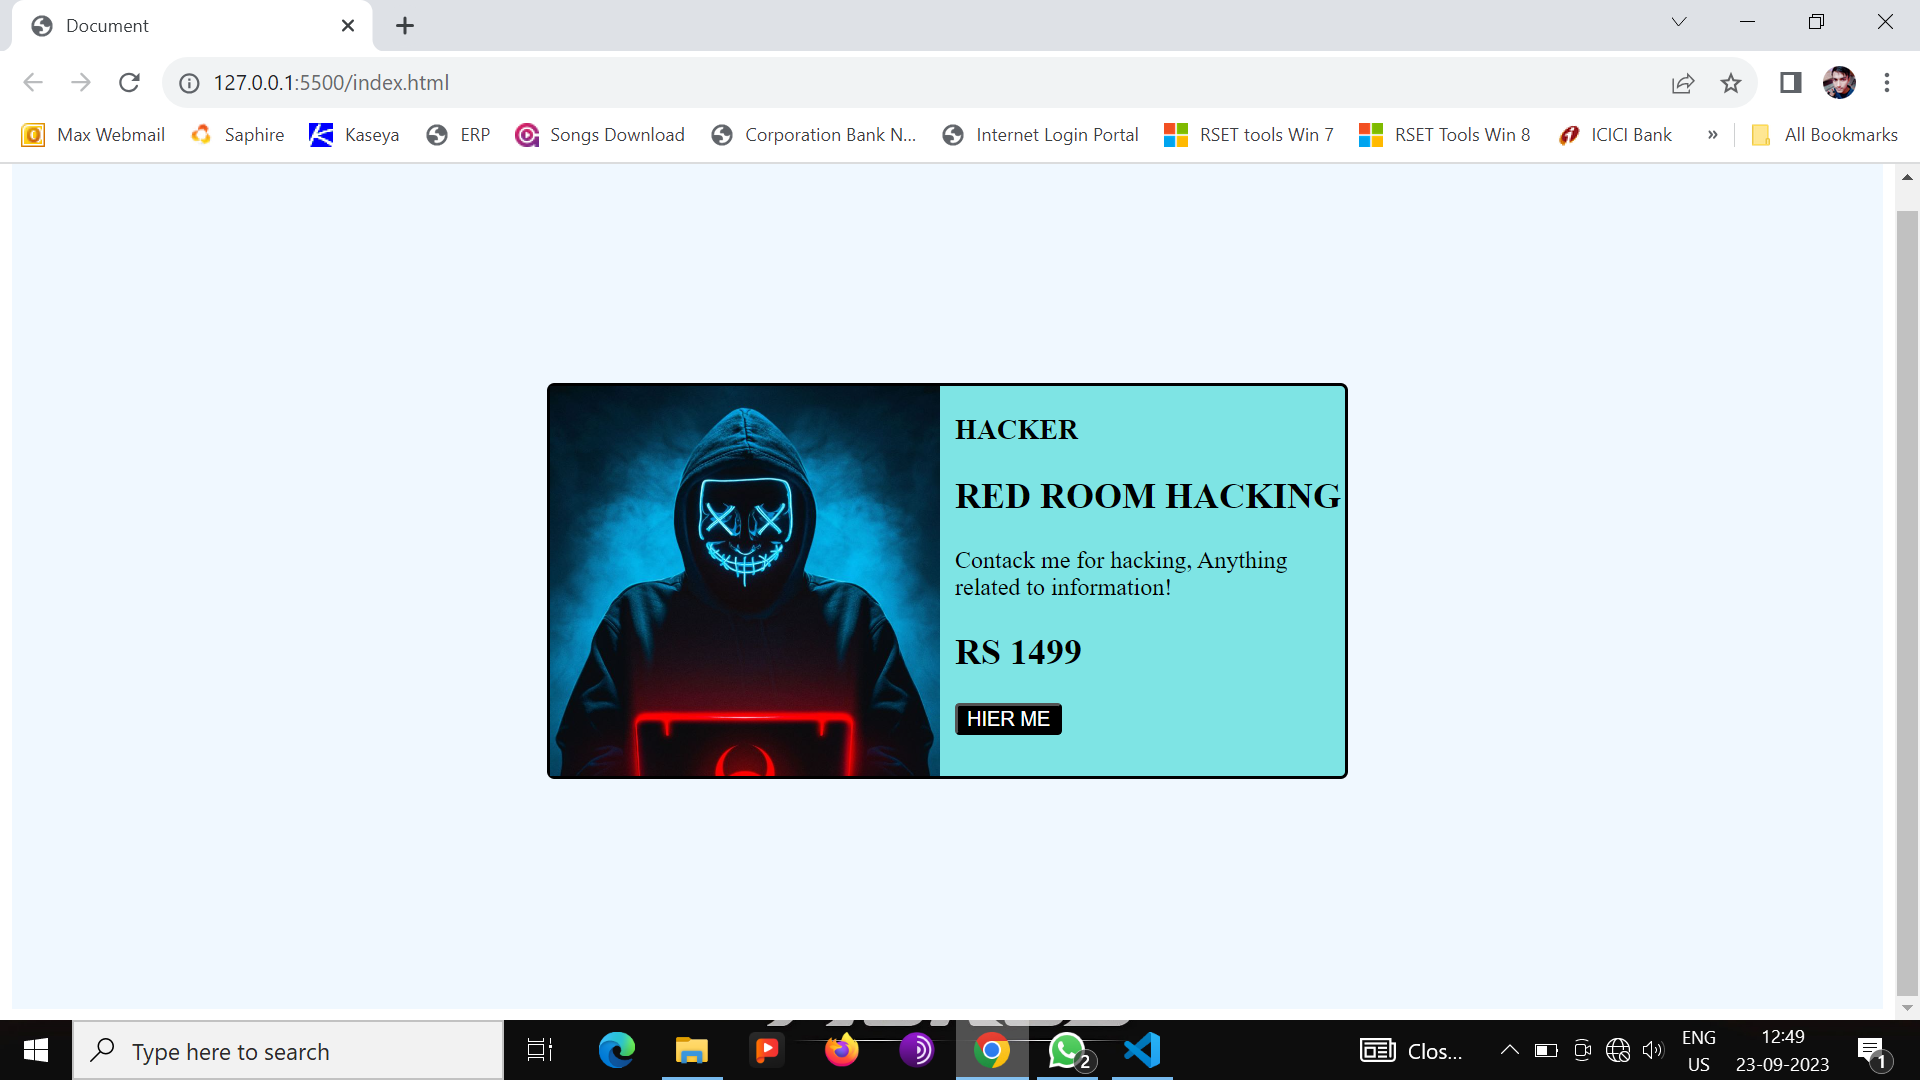 Document
127.0.0.1:5500/index.html
Max Webmail Saphire Kaseya ERP Songs Download Corporation Bank N... Internet Login Portal RSET tools Win 7 RSET Tools Win 8 ICICI Bank » All Bookmarks
HACKER
RED ROOM HACKING
Contack me for hacking, Anything
related to information!
RS 1499
HIER ME
Type here to search
2
Clos...
ENG
US
12:49
23-09-2023
1